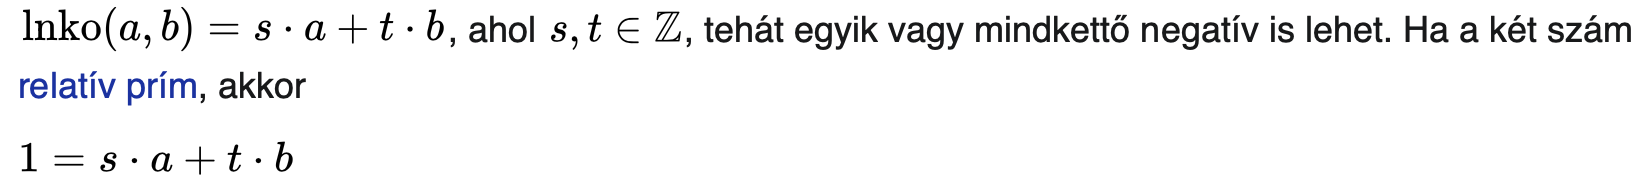 lnko(a, b) = s · a + t · b, ahol s, t ∈ ℤ, tehát egyik vagy mindkettő negatív is lehet. Ha a két szám
relatív prím, akkor
1 = s · a + t · b